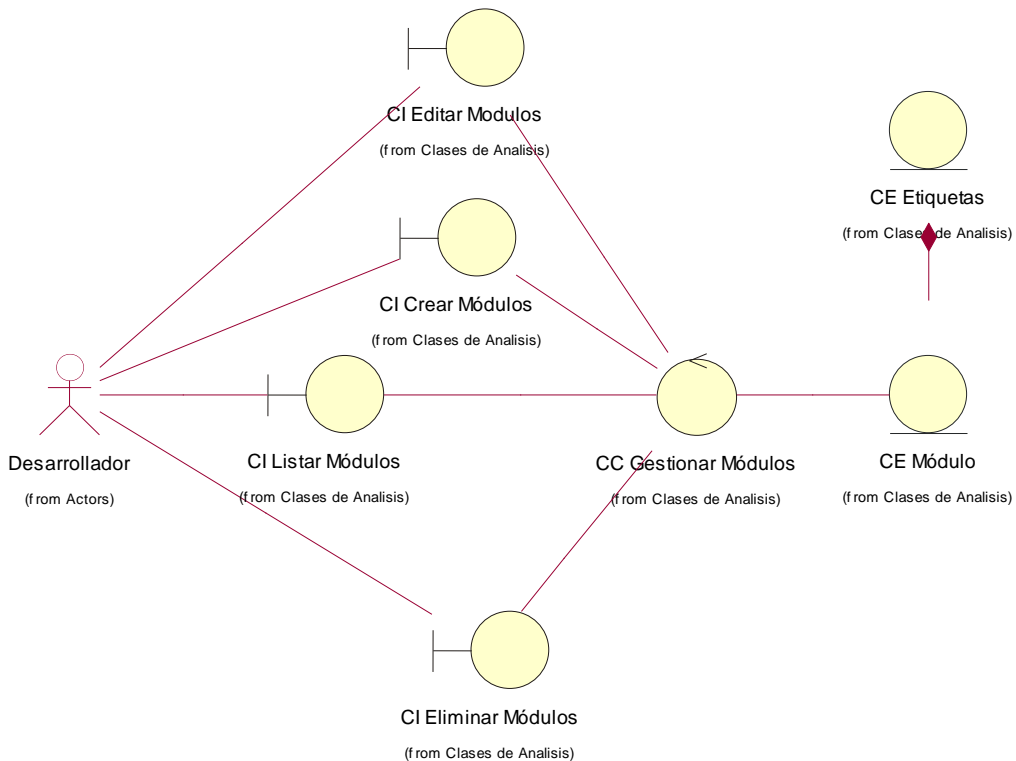 CI Editar Modulos
(from Clases de Analisis)
CE Etiquetas
(from Clases de Analisis)
CI Crear Módulos
(from Clases de Analisis)
Desarrollador
(from Actors)
CI Listar Módulos
(from Clases de Analisis)
CC Gestionar Módulos
(from Clases de Analisis)
CE Módulo
(from Clases de Analisis)
CI Eliminar Módulos
(from Clases de Analisis)